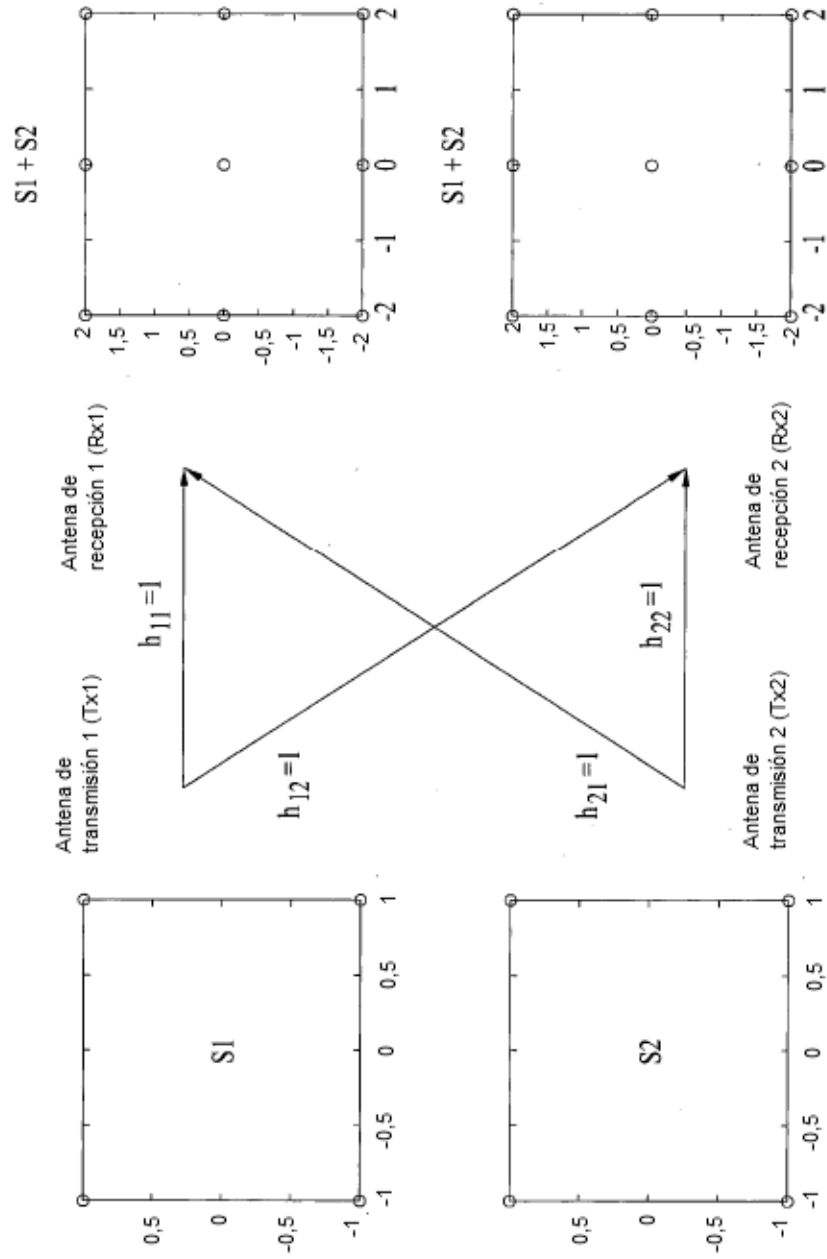 0,5
0
-0,5
-1
S1
-1 -0,5 0 0,5 1
Antena de
transmisión 1 (Tx1)
h11=1
h12=1
Antena de
recepción 1 (Rx1)
S1 + S2
2
1,5
1
0
-0,5
-1
-1,5
-2
-2 -1 0 1 2
0,5
0
-0,5
-1
S2
-1 -0,5 0 0,5 1
h21=1
h22=1
Antena de
transmisión 2 (Tx2)
Antena de
recepción 2 (Rx2)
S1 + S2
2
1,5
1
0
-0,5
-1
-1,5
-2
-2 -1 0 1 2